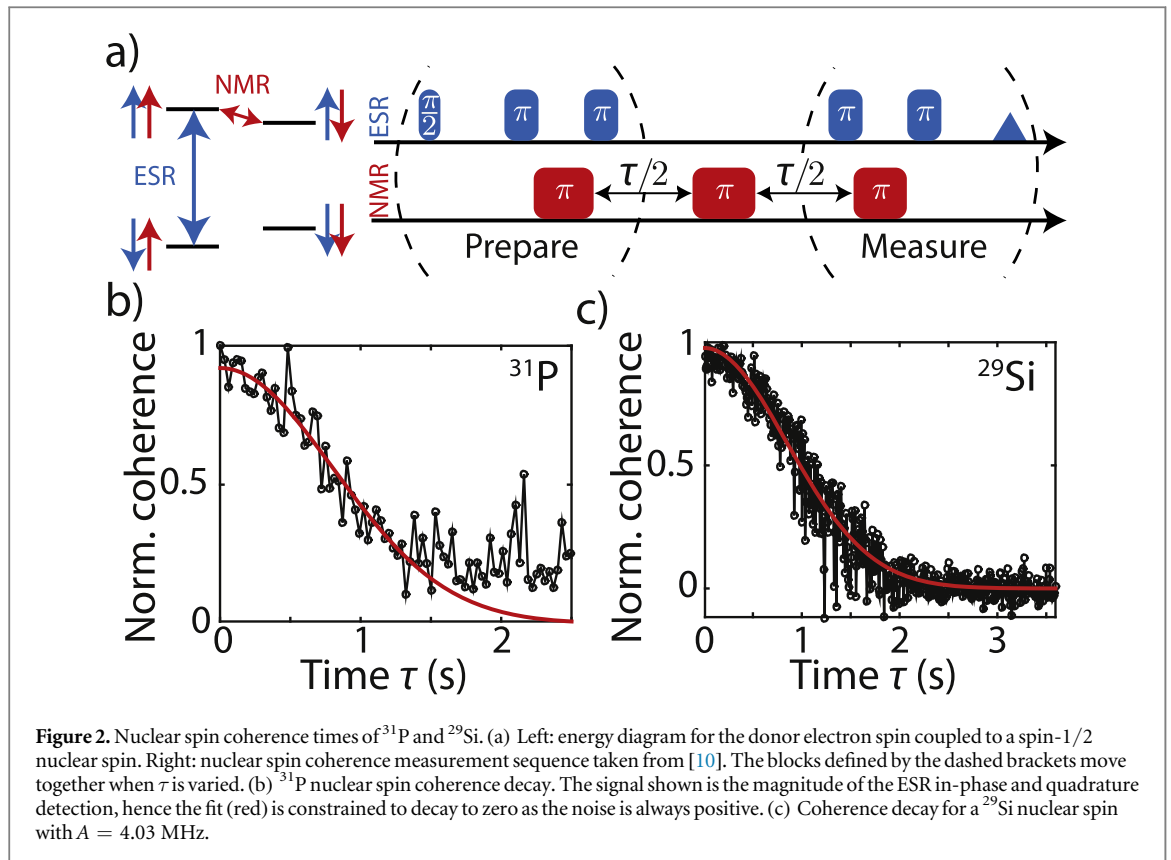 a)
NMR
ESR
ESR
π/2
π
π
π
π
NMR
π
τ/2
π
τ/2
π
Prepare
Measure
b)
Norm. coherence
1
0.5
0
³¹P
0
1
2
Time τ (s)
c)
Norm. coherence
1
0.5
0
²⁹Si
0
1
2
3
Time τ (s)
Figure 2. Nuclear spin coherence times of ³¹P and ²⁹Si. (a) Left: energy diagram for the donor electron spin coupled to a spin-1/2
nuclear spin. Right: nuclear spin coherence measurement sequence taken from [10]. The blocks defined by the dashed brackets move
together when τ is varied. (b) ³¹P nuclear spin coherence decay. The signal shown is the magnitude of the ESR in-phase and quadrature
detection, hence the fit (red) is constrained to decay to zero as the noise is always positive. (c) Coherence decay for a ²⁹Si nuclear spin
with A = 4.03 MHz.